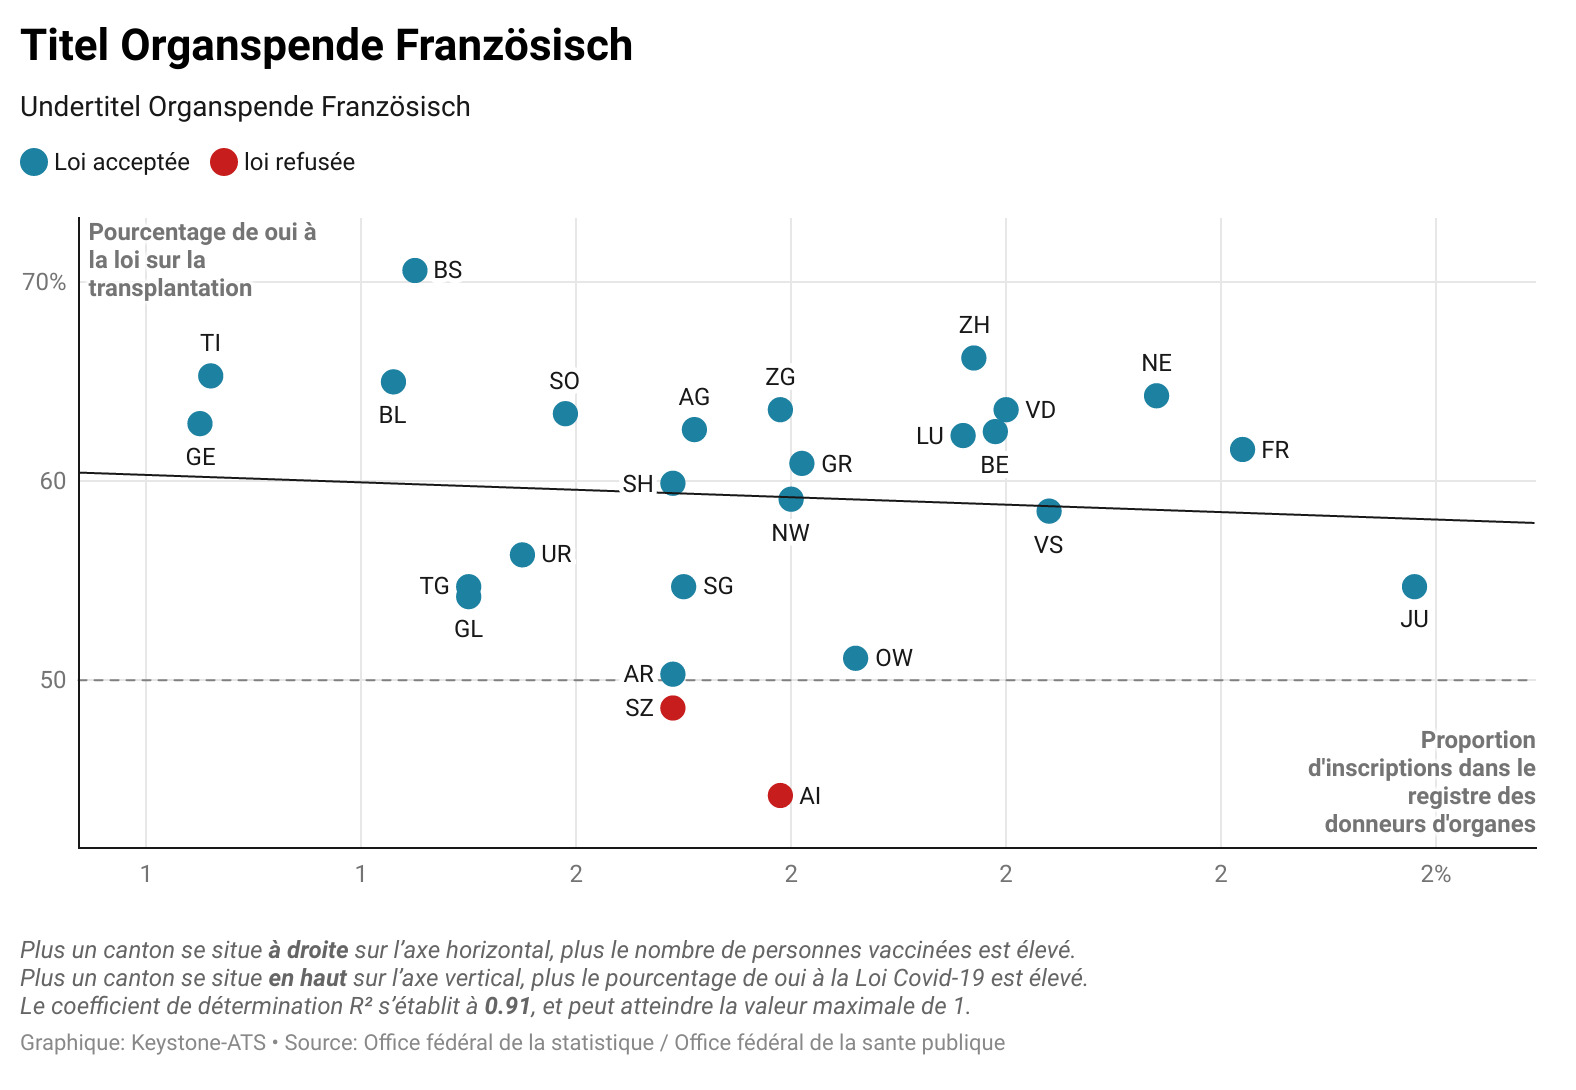 Titel Organspende Französisch
Undertitel Organspende Französisch
Loi acceptée loi refusée
Pourcentage de oui à
la loi sur la
transplantation
70%
60
50
BS
TI
GE
BL
SO
AG
ZG
ZH
NE
VD
LU
BE
FR
GR
SH
NW
VS
UR
TG
GL
SG
JU
OW
AR
SZ
AI
Proportion
d'inscriptions dans le
registre des
donneurs d'organes
1 1 2 2 2 2 2%
Plus un canton se situe à droite sur l’axe horizontal, plus le nombre de personnes vaccinées est élevé.
Plus un canton se situe en haut sur l’axe vertical, plus le pourcentage de oui à la Loi Covid-19 est élevé.
Le coefficient de détermination R² s’établit à 0.91, et peut atteindre la valeur maximale de 1.
Graphique: Keystone-ATS • Source: Office fédéral de la statistique / Office fédéral de la sante publique